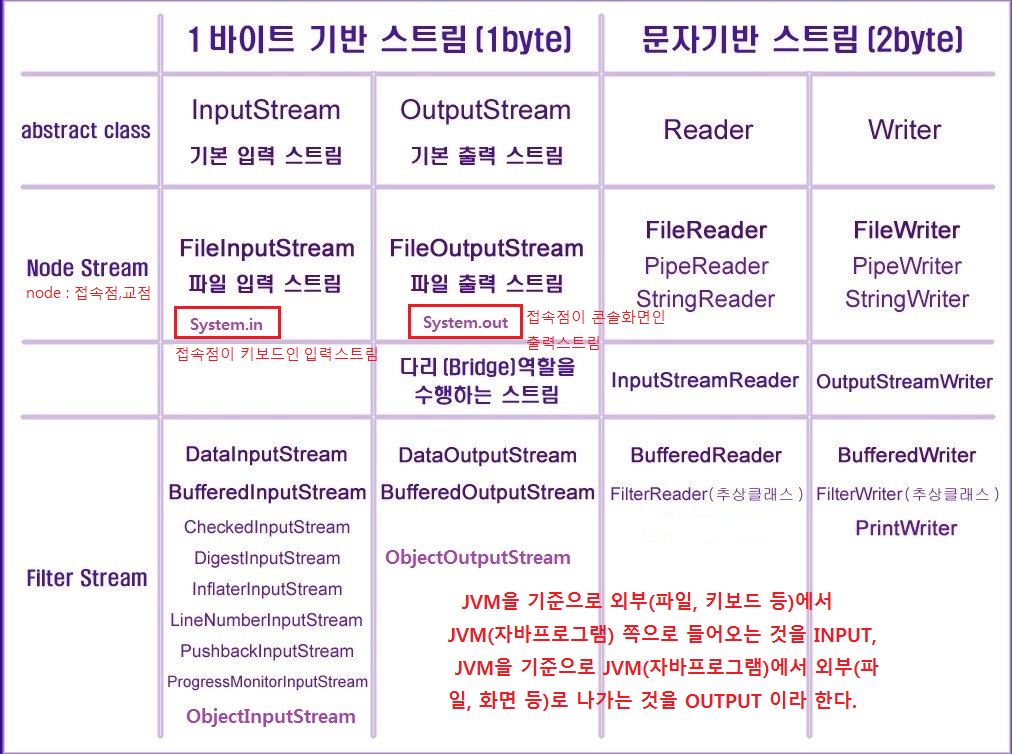 1바이트 기반 스트림(1byte)
문자기반 스트림(2byte)
abstract class
InputStream
기본 입력 스트림
OutputStream
기본 출력 스트림
Reader
Writer
Node Stream
node : 접속점,교점
FileInputStream
파일 입력 스트림
System.in
접속점이 키보드인 입력스트림
FileOutputStream
파일 출력 스트림
System.out
접속점이 콘솔화면인
출력스트림
FileReader
PipeReader
StringReader
FileWriter
PipeWriter
StringWriter
다리(Bridge)역할을
수행하는 스트림
InputStreamReader
OutputStreamWriter
Filter Stream
DataInputStream
BufferedInputStream
CheckedInputStream
DigestInputStream
InflaterInputStream
LineNumberInputStream
PushbackInputStream
ProgressMonitorInputStream
ObjectInputStream
DataOutputStream
BufferedOutputStream
ObjectOutputStream
BufferedReader
FilterReader(추상클래스)
BufferedWriter
FilterWriter(추상클래스)
PrintWriter
JVM을 기준으로 외부(파일, 키보드 등)에서
JVM(자바프로그램) 쪽으로 들어오는 것을 INPUT,
JVM을 기준으로 JVM(자바프로그램)에서 외부(파
일, 화면 등)로 나가는 것을 OUTPUT 이라 한다.